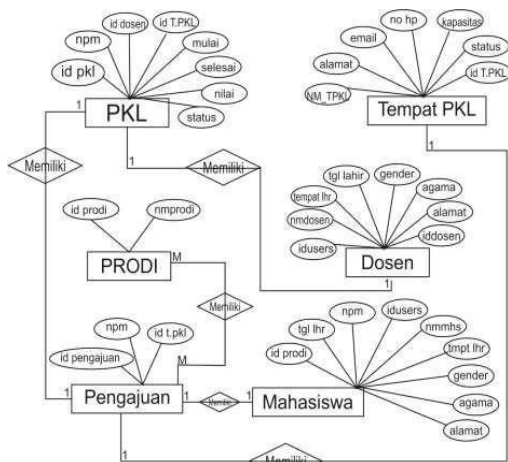 id dosen
id T.PKL
npm
mulai
id pkl
selesai
nilai
status
PKL
1
1
no hp
kapasitas
email
status
alamat
id T.PKL
NM_TPKL
Tempat PKL
1
Memiliki
Memiliki
tgl lahir
gender
tempat lhr
agama
nmdosen
alamat
idusers
iddosen
Dosen
1
id prodi
nmprodi
PRODI
M
Memiliki
M
npm
id t.pkl
id pengajuan
Pengajuan
1
1
1
1
Memiliki
npm
idusers
tgl lhr
nmmhs
id prodi
tmpt lhr
gender
agama
alamat
Mahasiswa
Memiliki